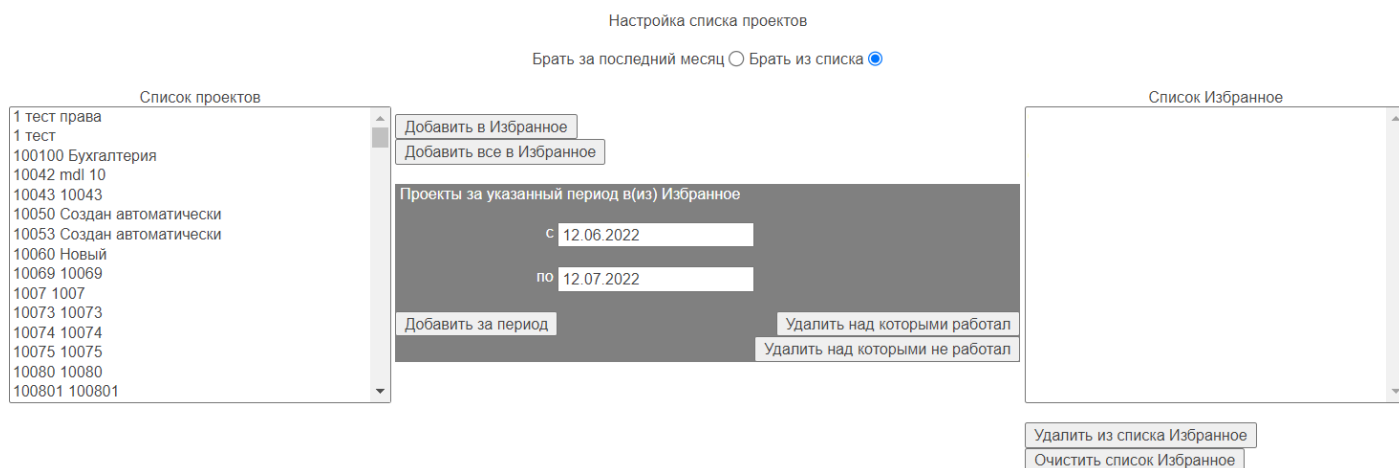 Настройка списка проектов
Брать за последний месяц Брать из списка
Список проектов
1 тест права
1 тест
100100 Бухгалтерия
10042 mdl 10
10043 10043
10050 Создан автоматически
10053 Создан автоматически
10060 Новый
10069 10069
1007 1007
10073 10073
10074 10074
10075 10075
10080 10080
100801 100801
Добавить в Избранное
Добавить все в Избранное
Проекты за указанный период в(из) Избранное
с 12.06.2022
по 12.07.2022
Добавить за период Удалить над которыми работал
Удалить над которыми не работал
Список Избранное
Удалить из списка Избранное
Очистить список Избранное